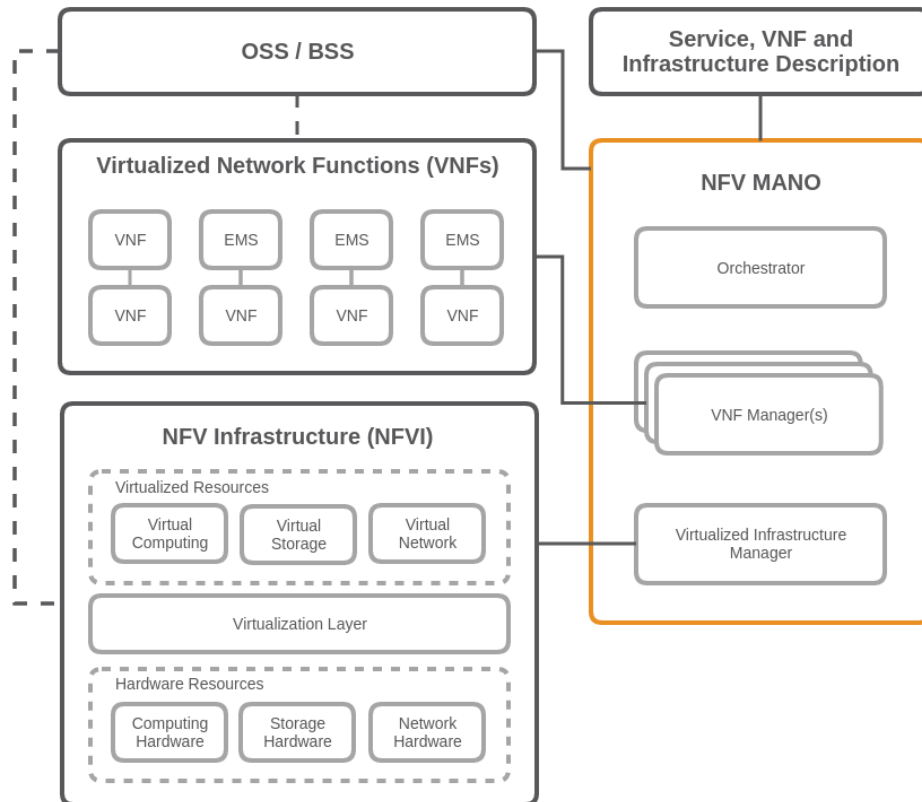 OSS / BSS
Service, VNF and
Infrastructure Description
Virtualized Network Functions (VNFs)
VNF
EMS
EMS
EMS
VNF
VNF
VNF
VNF
NFV MANO
Orchestrator
VNF Manager(s)
Virtualized Infrastructure
Manager
NFV Infrastructure (NFVI)
Virtualized Resources
Virtual
Computing
Virtual
Storage
Virtual
Network
Virtualization Layer
Hardware Resources
Computing
Hardware
Storage
Hardware
Network
Hardware